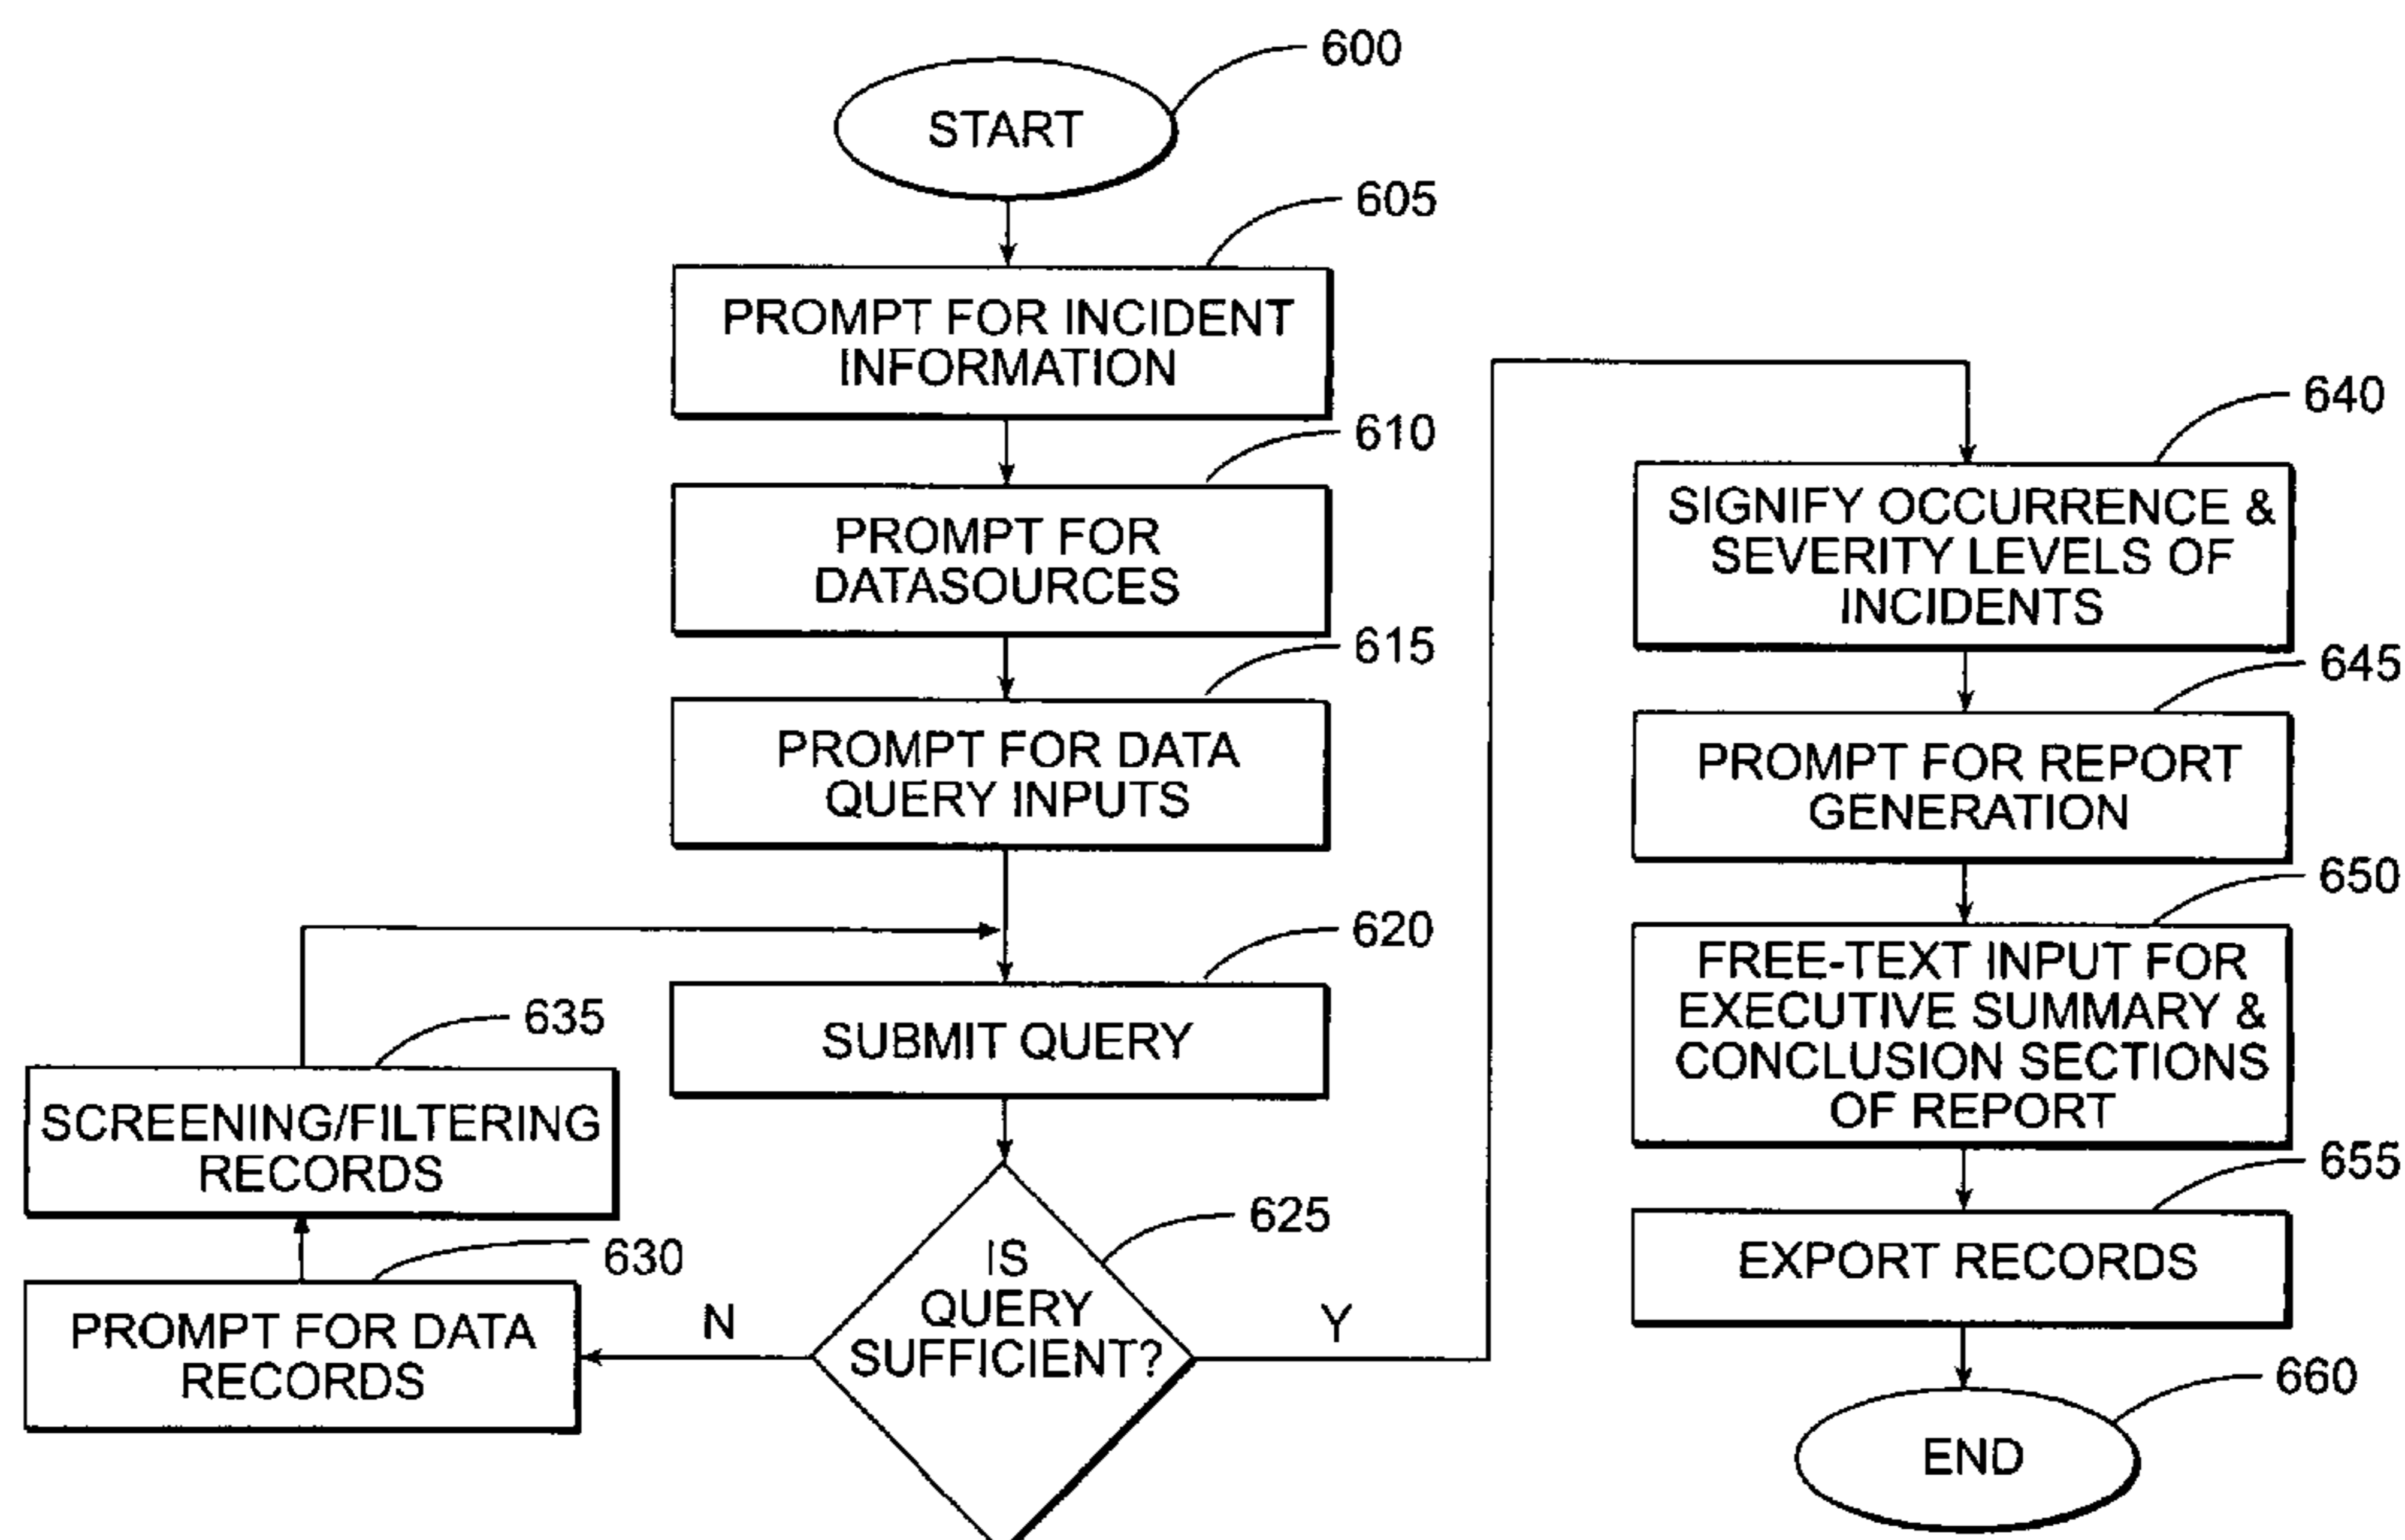 600
START
605
PROMPT FOR INCIDENT
INFORMATION
610
PROMPT FOR
DATASOURCES
615
PROMPT FOR DATA
QUERY INPUTS
620
SUBMIT QUERY
625
IS
QUERY
SUFFICIENT?
N
Y
630
PROMPT FOR DATA
RECORDS
635
SCREENING/FILTERING
RECORDS
640
SIGNIFY OCCURRENCE &
SEVERITY LEVELS OF
INCIDENTS
645
PROMPT FOR REPORT
GENERATION
650
FREE-TEXT INPUT FOR
EXECUTIVE SUMMARY &
CONCLUSION SECTIONS
OF REPORT
655
EXPORT RECORDS
660
END